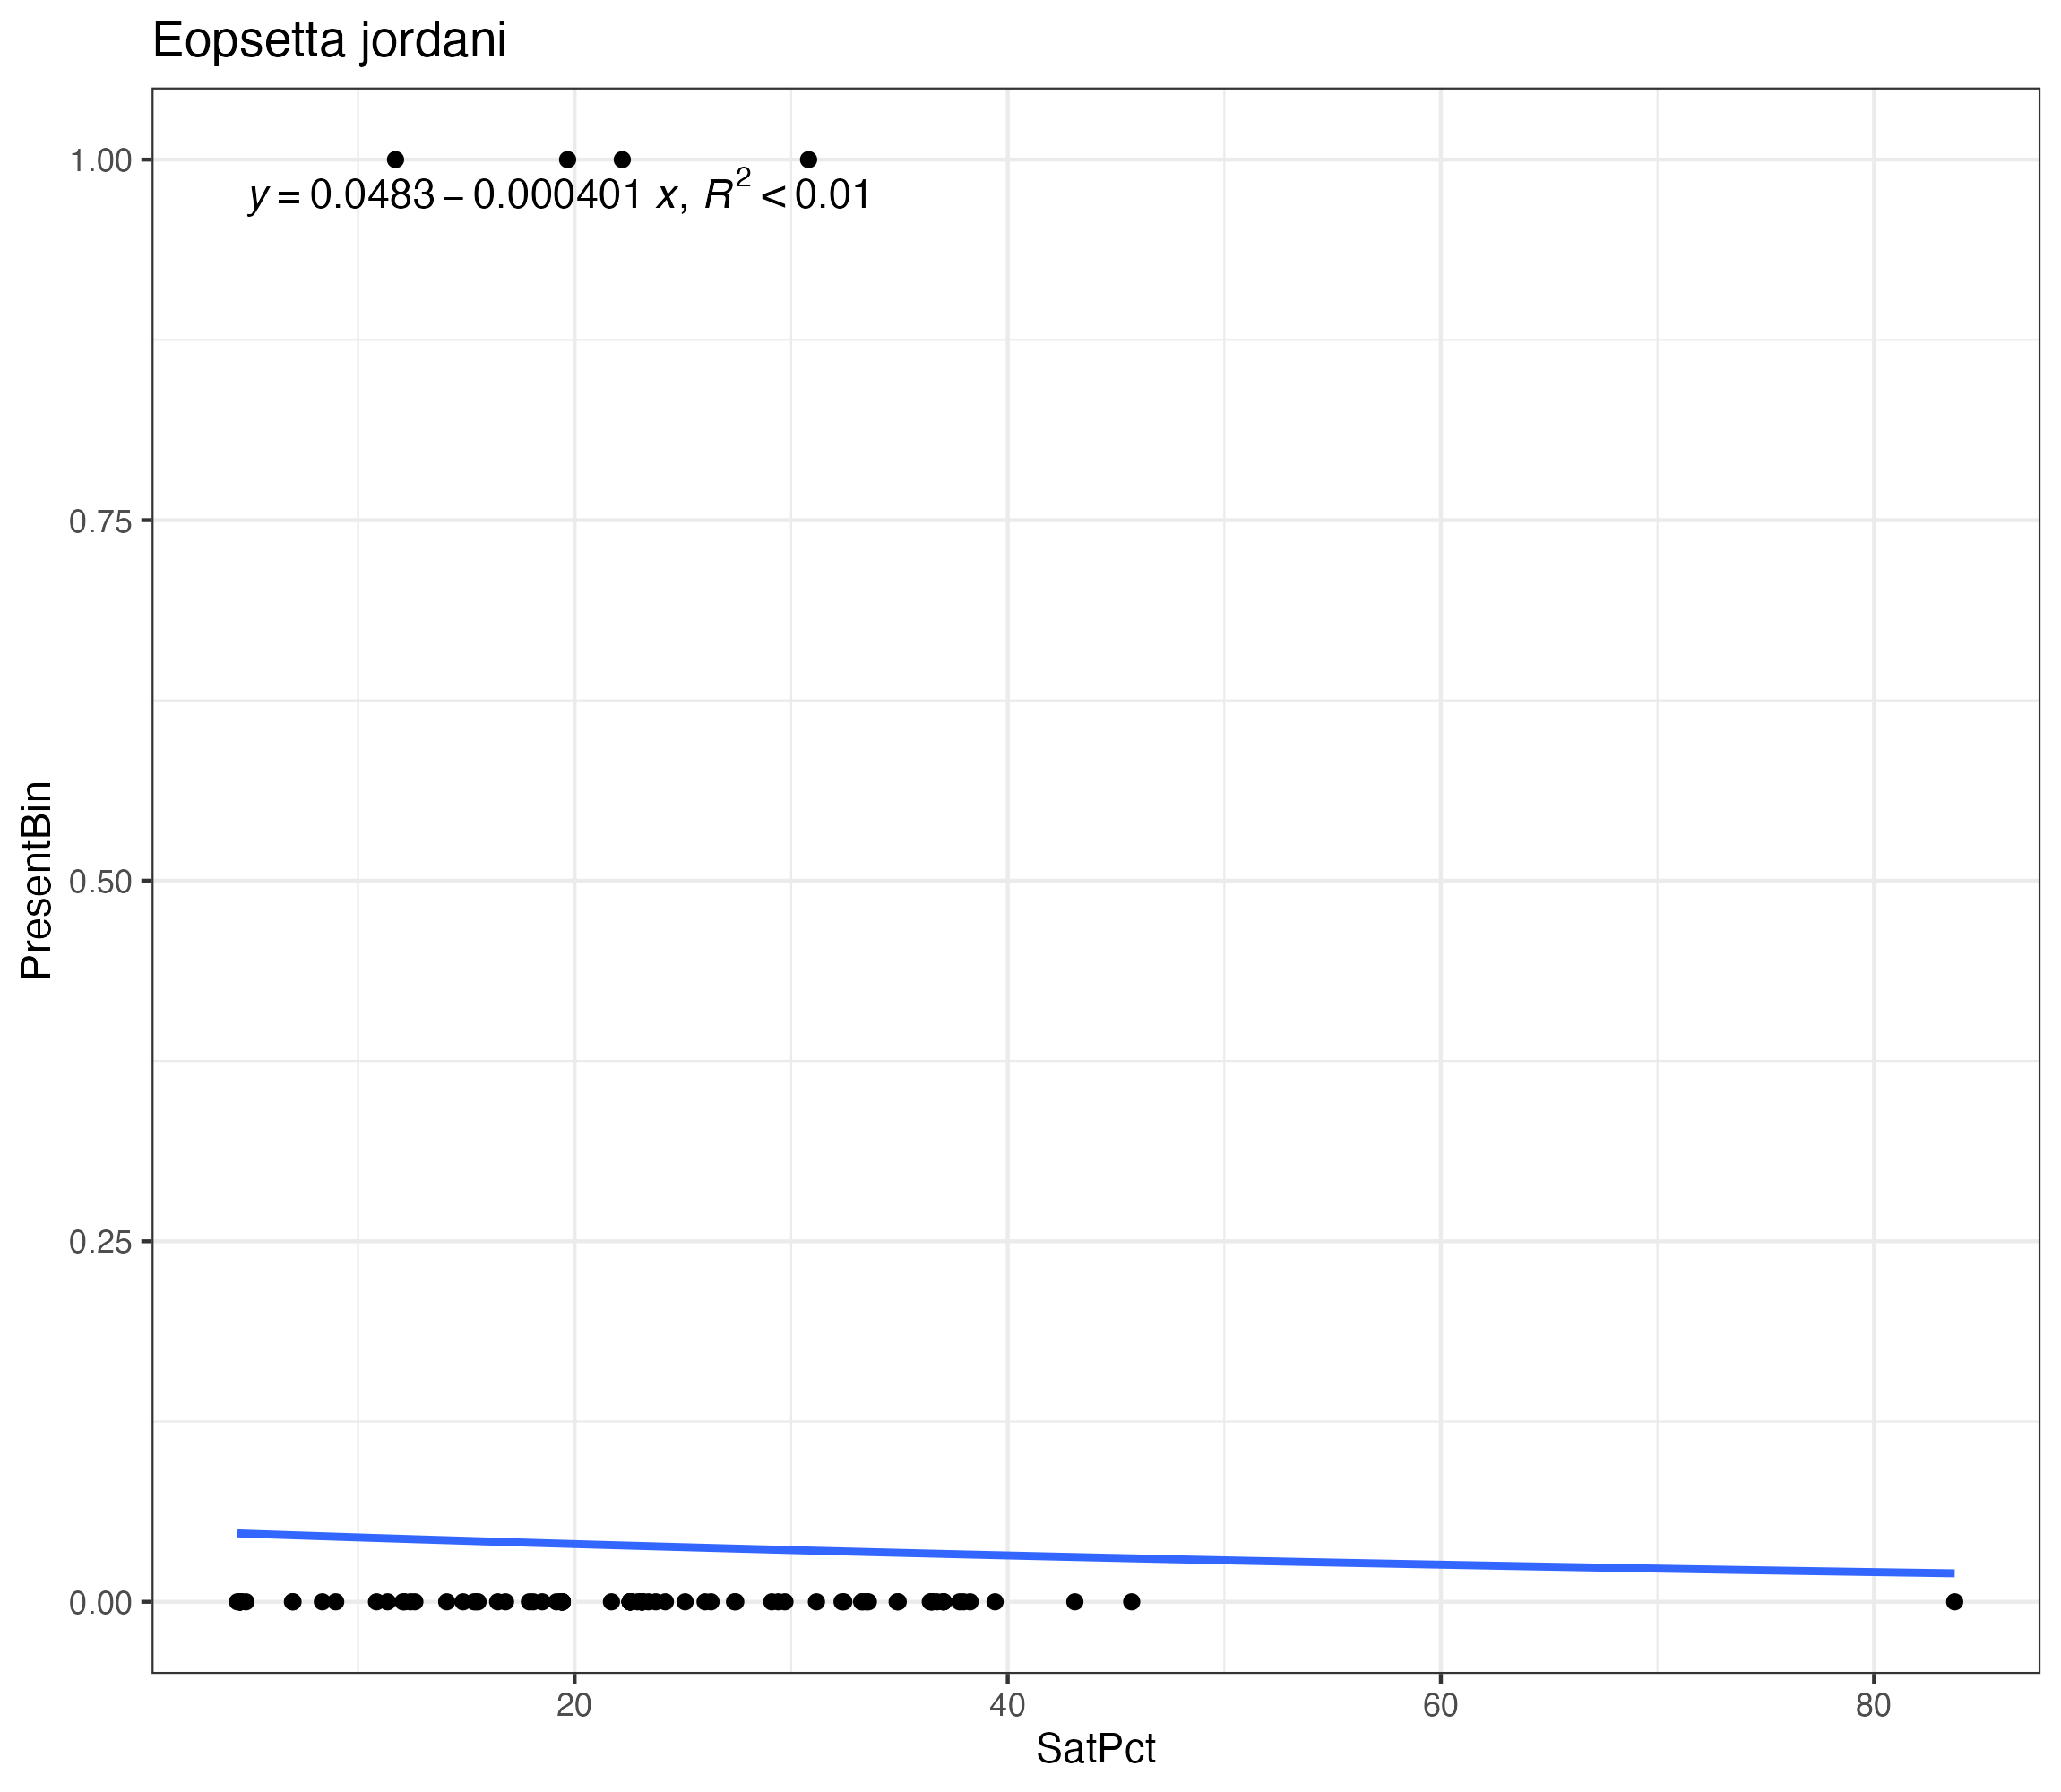 Eopsetta jordani
1.00
y = 0.0483 − 0.000401 x, R² < 0.01
0.75
PresentBin
0.50
0.25
0.00
20 40 60 80
SatPct